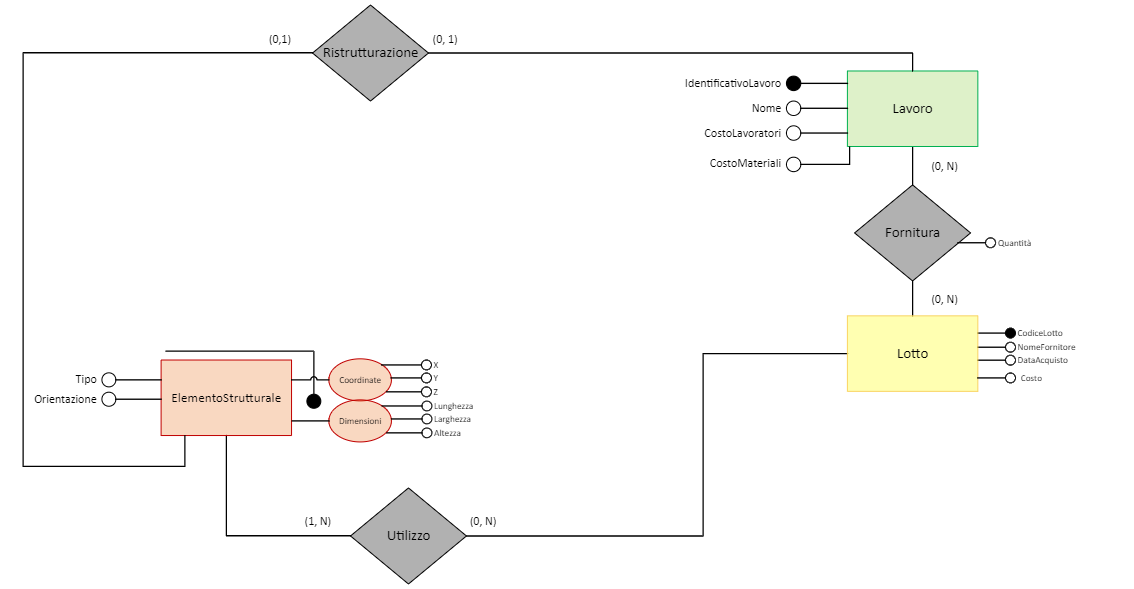 (0,1)
Ristrutturazione
(0, 1)
IdentificativoLavoro
Nome
CostoLavoratori
CostoMateriali
Lavoro
(0, N)
Fornitura
Quantità
(0, N)
Lotto
CodiceLotto
NomeFornitore
DataAcquisto
Costo
Tipo
Orientazione
ElementoStrutturale
Coordinate
X
Y
Z
Dimensioni
Lunghezza
Larghezza
Altezza
(1, N)
Utilizzo
(0, N)